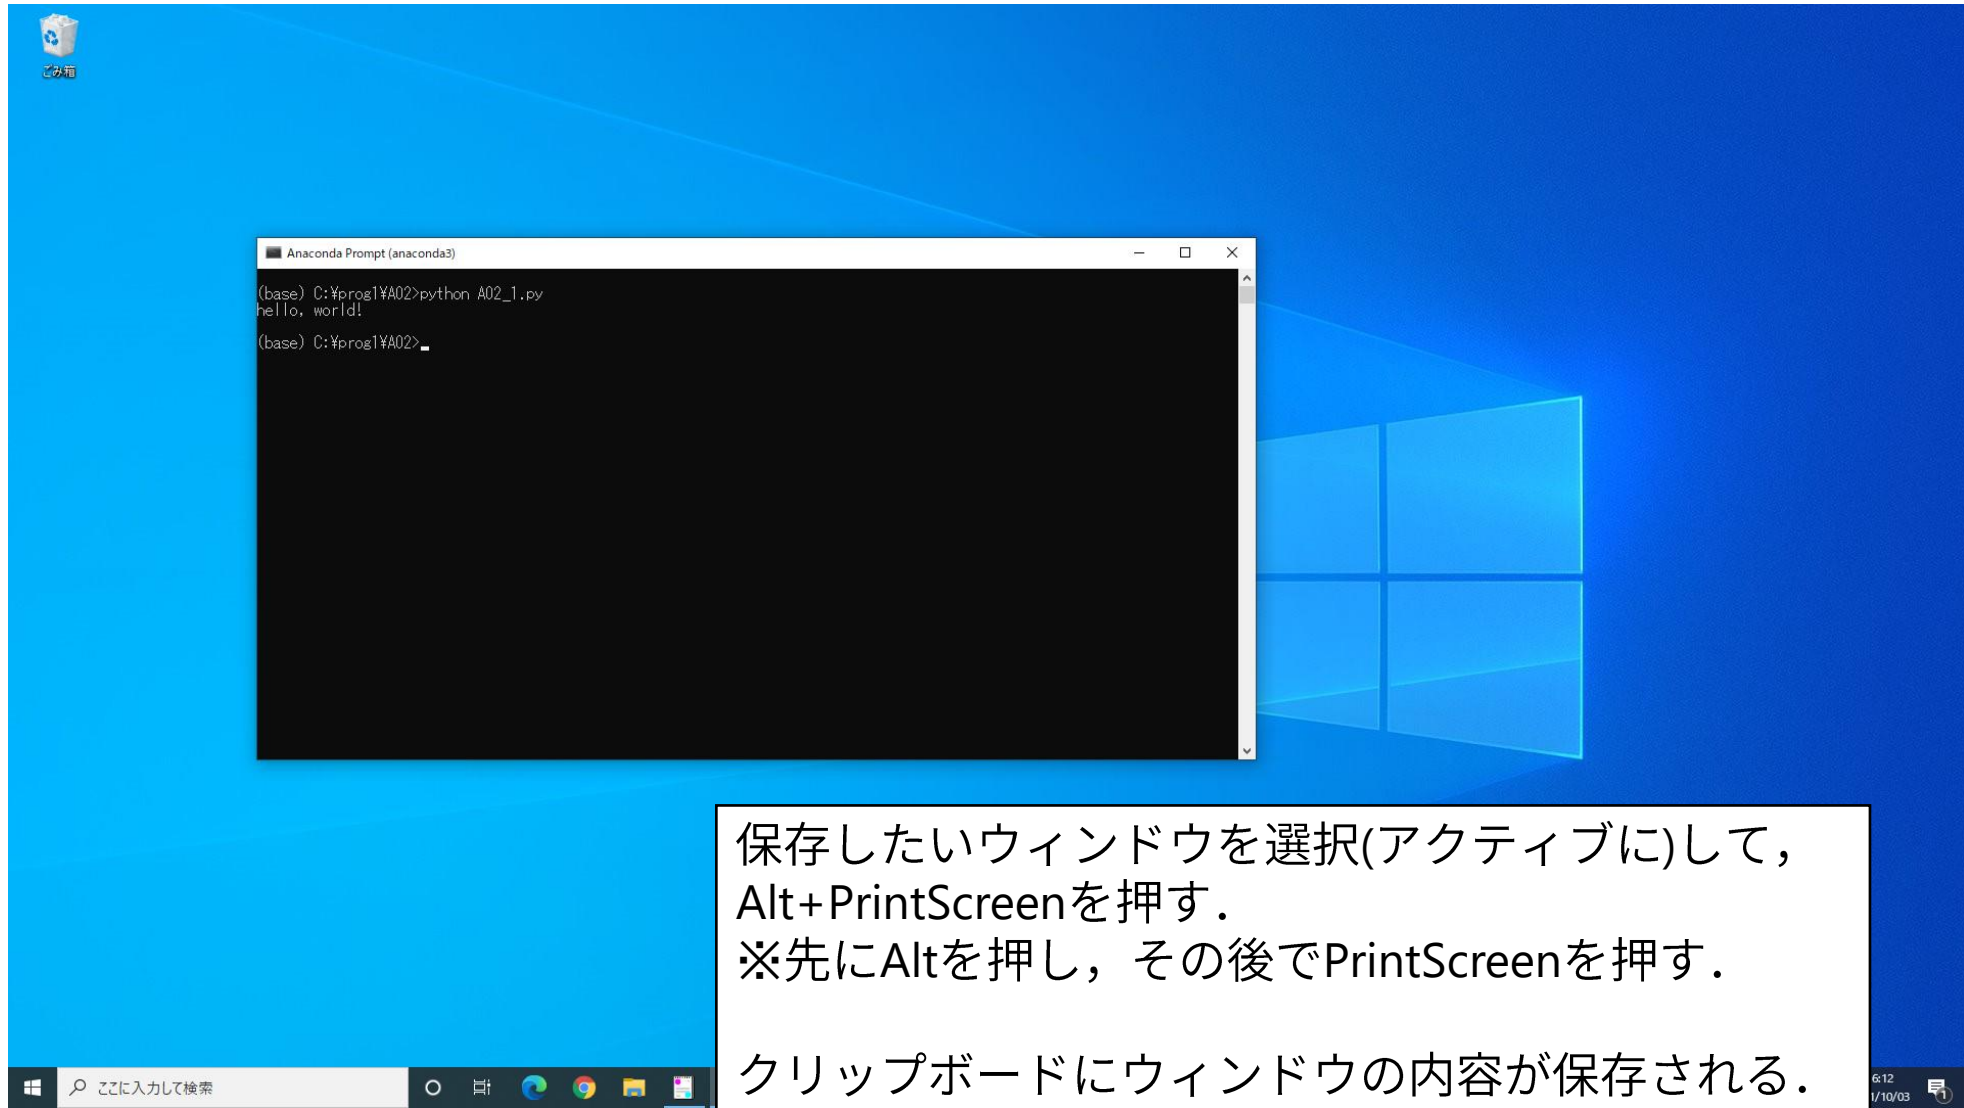 ごみ箱
Anaconda Prompt (anaconda3)
(base) C:¥prog1¥A02>python A02_1.py
hello, world!
(base) C:¥prog1¥A02>
保存したいウィンドウを選択(アクティブに)して，
Alt+PrintScreenを押す．
※先にAltを押し，その後でPrintScreenを押す．
クリップボードにウィンドウの内容が保存される．
ここに入力して検索
6:12
1/10/03
1